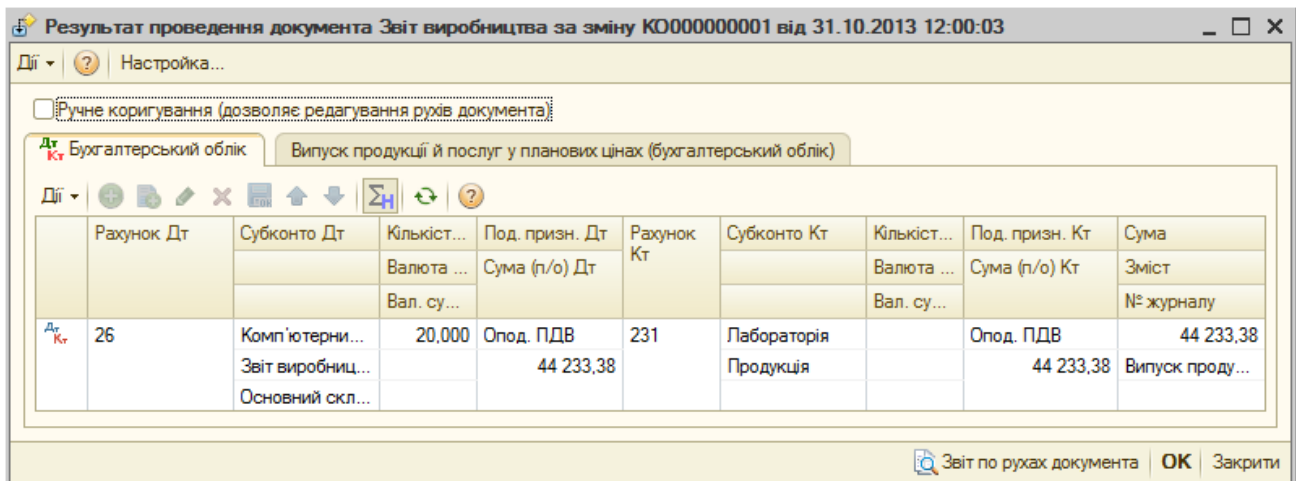 Результат проведення документа Звіт виробництва за зміну КО000000001 від 31.10.2013 12:00:03
Дії Настройка...
Ручне коригування (дозволяє редагування рухів документа)
Дт Кт Бухгалтерський облік Випуск продукції й послуг у планових цінах (бухгалтерський облік)
Дії
Рахунок Дт Субконто Дт Кількіст... Под. призн. Дт Рахунок Кт Субконто Кт Кількіст... Под. призн. Кт Сума
Валюта ... Сума (п/о) Дт Валюта ... Сума (п/о) Кт Зміст
Вал. су... Вал. су... № журналу
Дт Кт 26 Комп'ютерни... 20,000 Опод. ПДВ 231 Лабораторія Опод. ПДВ 44 233,38
Звіт виробниц... 44 233,38 Продукція 44 233,38 Випуск проду...
Основний скл...
Звіт по рухах документа ОК Закрити